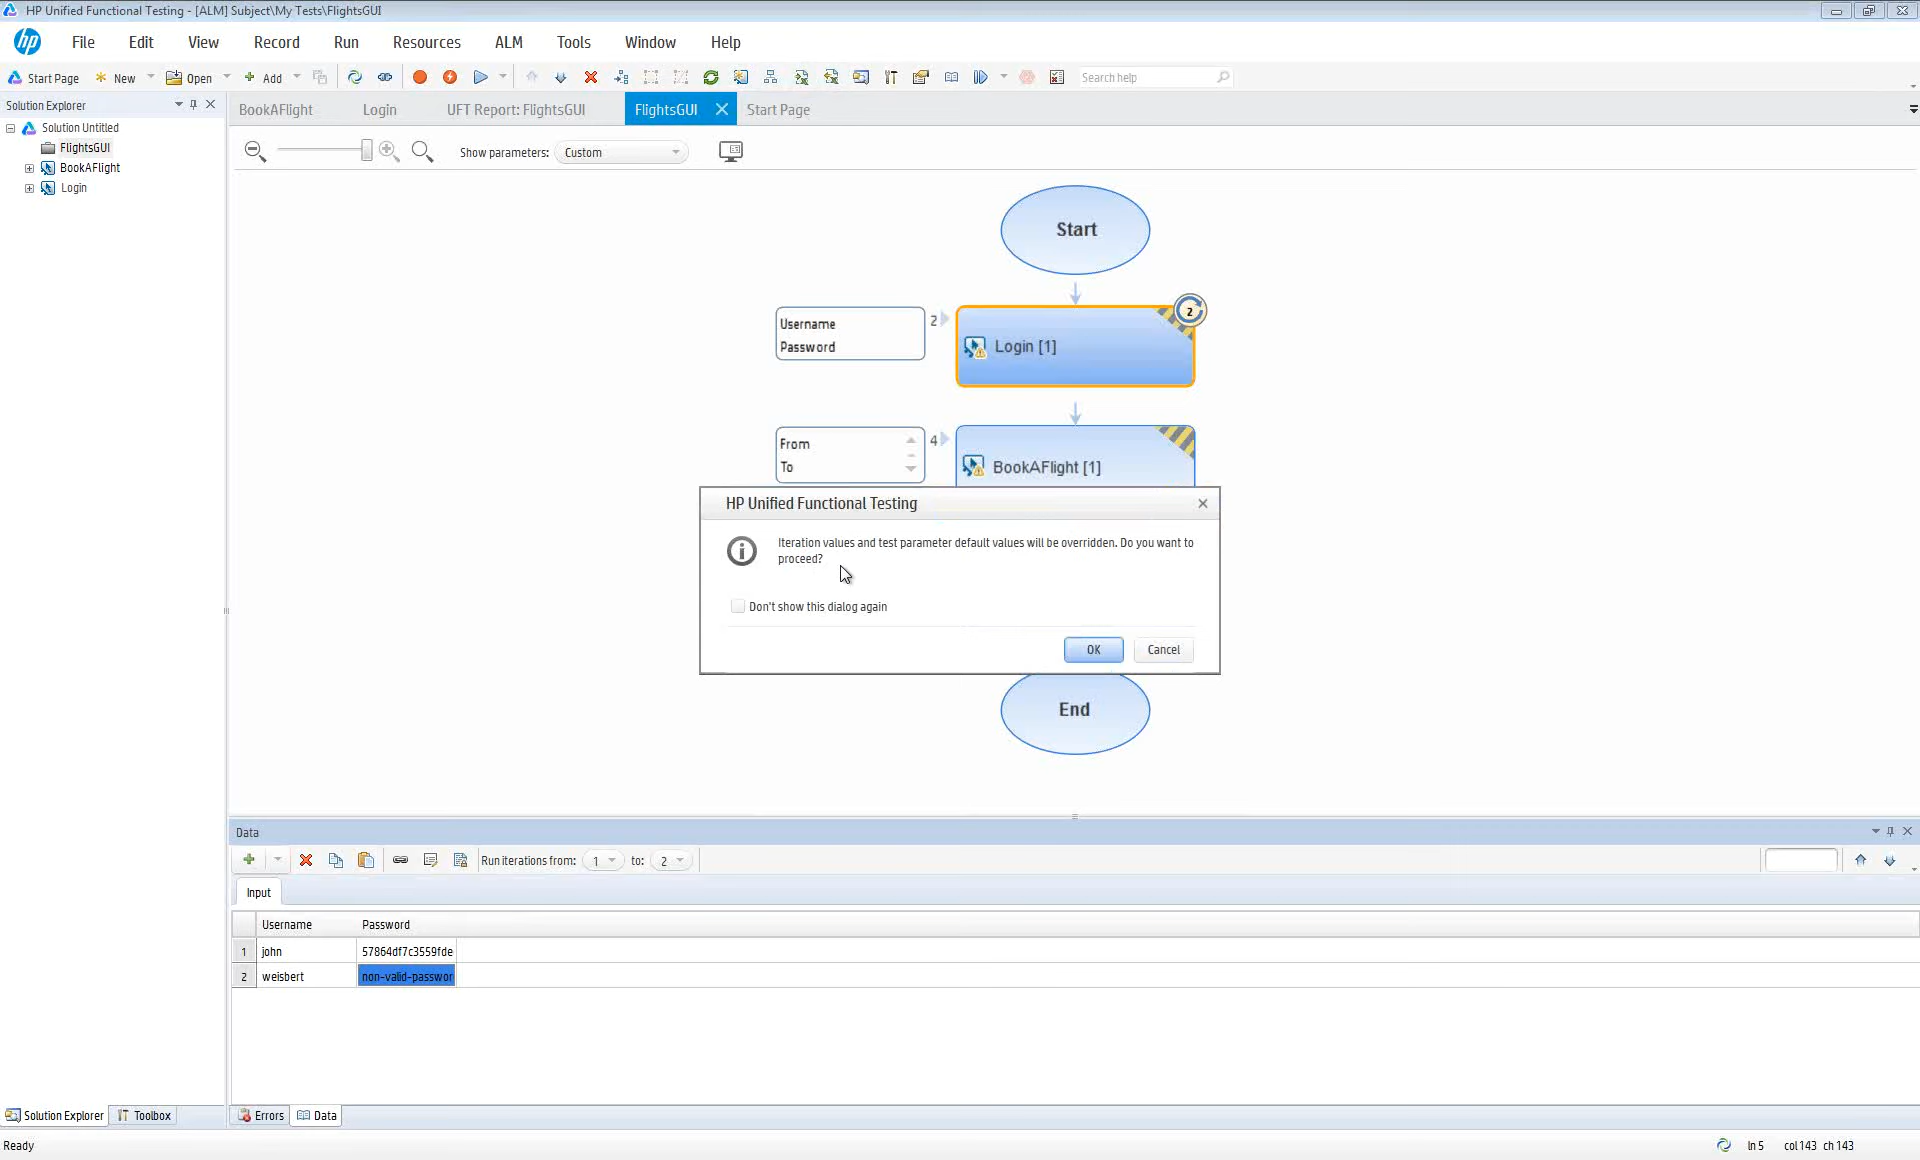 HP Unified Functional Testing - [ALM] Subject\My Tests\FlightsGUI
hp File Edit View Record Run Resources ALM Tools Window Help
Start Page New Open Add Search help
Solution Explorer
BookAFlight Login UFT Report: FlightsGUI FlightsGUI Start Page
Solution Untitled
FlightsGUI
BookAFlight
Login
Show parameters: Custom
Start
Username
Password
2
Login [1]
2
From
To
4
BookAFlight [1]
HP Unified Functional Testing
Iteration values and test parameter default values will be overridden. Do you want to
proceed?
Don't show this dialog again
OK Cancel
End
Data
Run iterations from: 1 to: 2
Input
Username Password
1 john 57864df7c3559fde
2 weisbert non-valid-passwor
Solution Explorer Toolbox Errors Data
Ready ln 5 col 143 ch 143